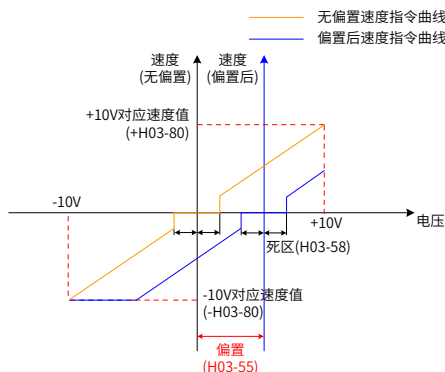 无偏置速度指令曲线
偏置后速度指令曲线
速度
(无偏置)
速度
(偏置后)
+10V对应速度值
(+H03-80)
-10V
+10V
电压
死区(H03-58)
-10V对应速度值
(-H03-80)
偏置
(H03-55)